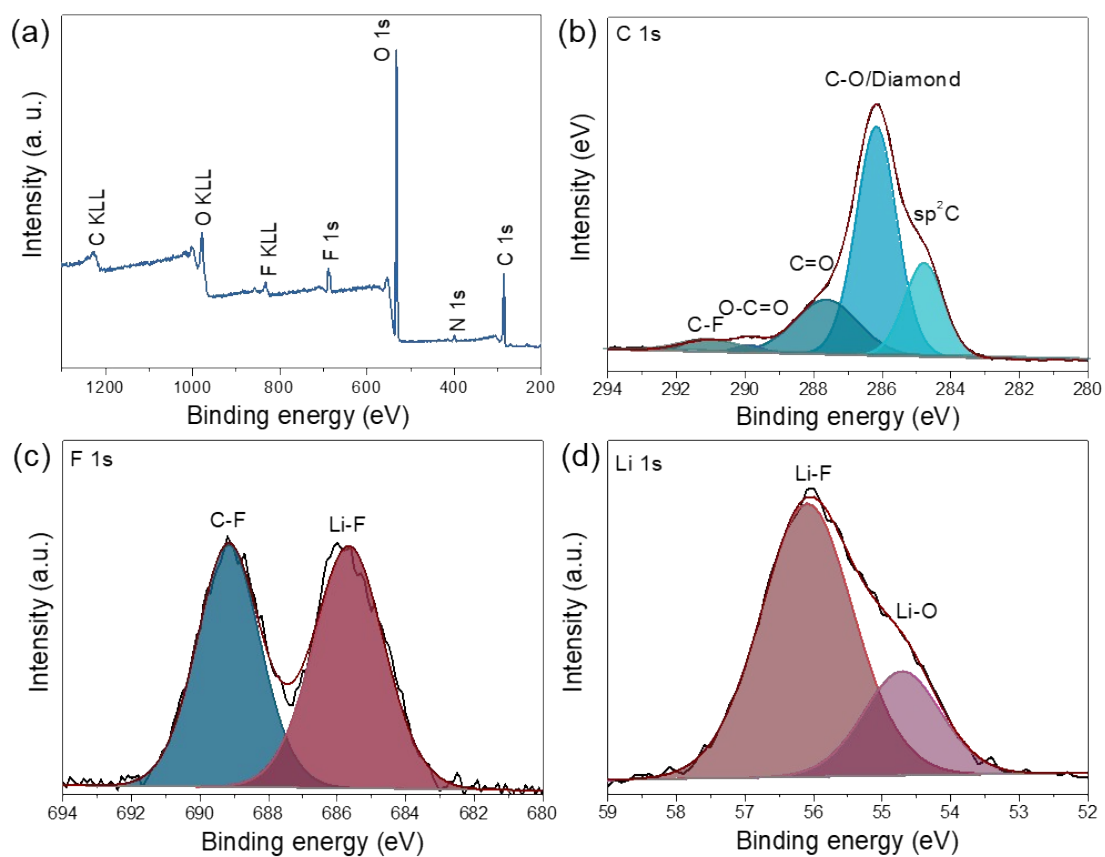 (a)
C KLL
O KLL
F KLL
F 1s
O 1s
N 1s
C 1s
Intensity (a. u.)
1200 1000 800 600 400 200
Binding energy (eV)
(b)
C 1s
C-O/Diamond
sp²C
C=O
O-C=O
C-F
Intensity (eV)
294 292 290 288 286 284 282 280
Binding energy (eV)
(c)
F 1s
C-F
Li-F
Intensity (a.u.)
694 692 690 688 686 684 682 680
Binding energy (eV)
(d)
Li 1s
Li-F
Li-O
Intensity (a.u.)
59 58 57 56 55 54 53 52
Binding energy (eV)